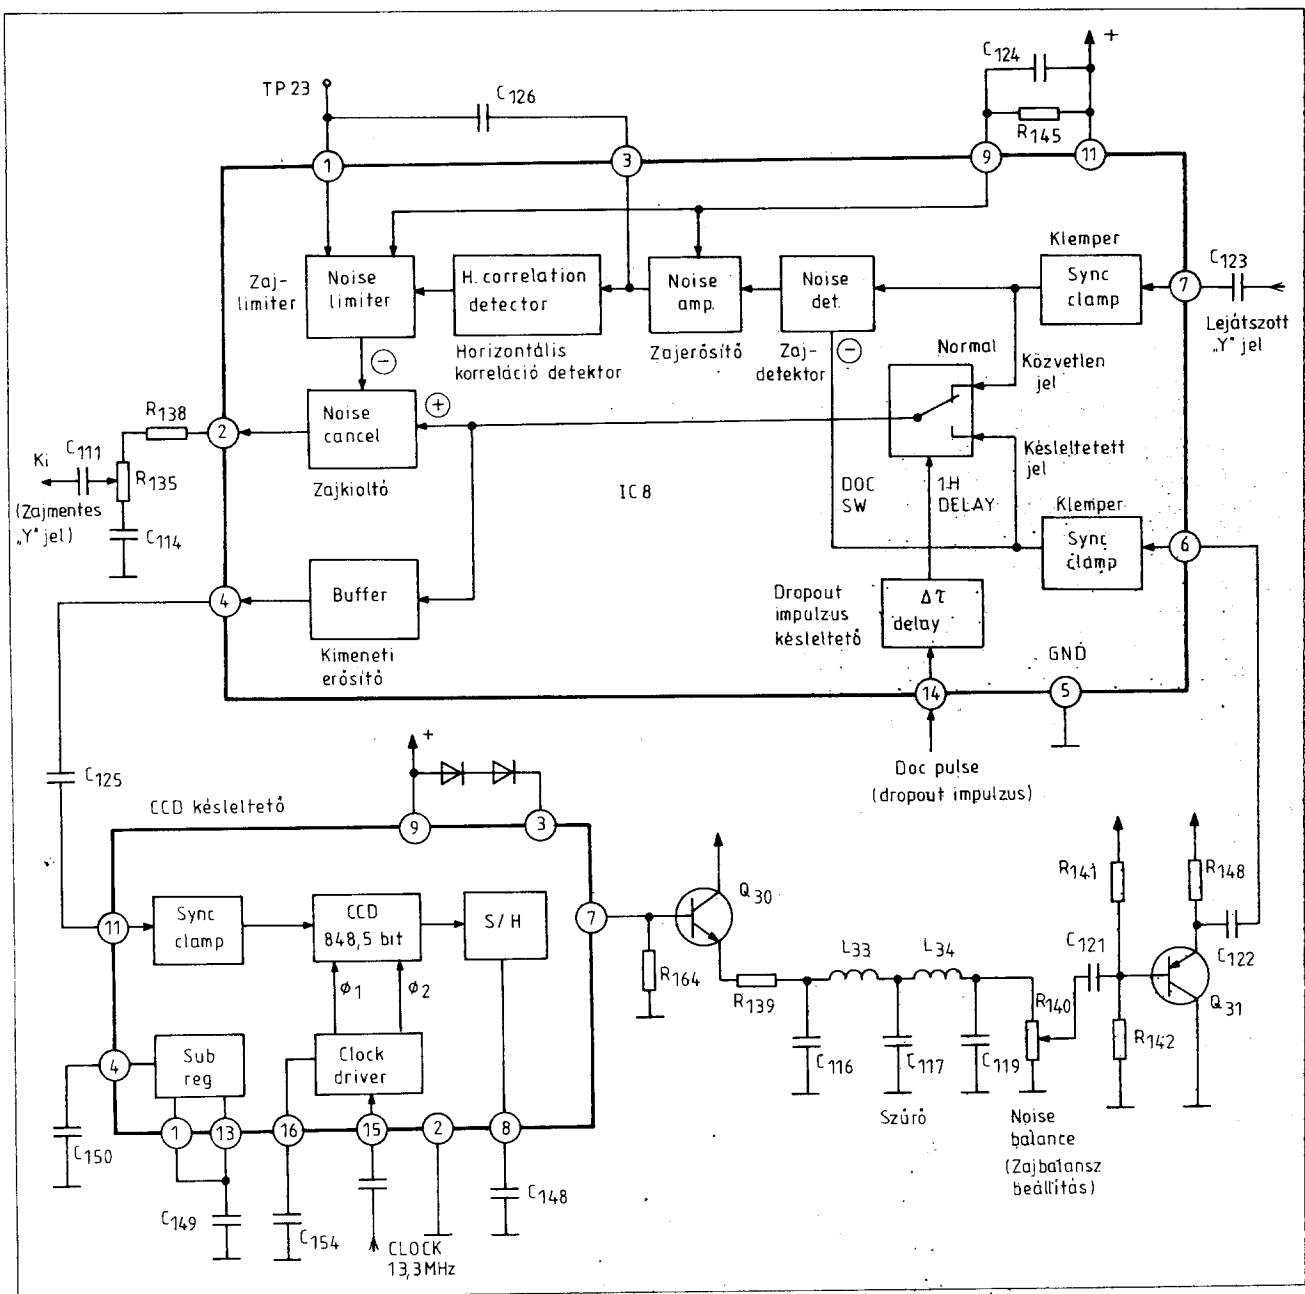 C124
+
TP 23
C126
R145
1
3
9
11
Klemper
C123
Zaj-
limiter
Noise
limiter
H. correlation
detector
Noise
amp.
Noise
det.
Sync
clamp
7
Lejátszott
„Y" jel
−
Horizontális
korreláció detektor
Zajerősítő
Zaj-
detektor
−
Normal
Közvetlen
jel
R138
2
Noise
cancel
+
Késleltetett
jel
Ki
C111
R135
(Zajmentes
„Y" jel)
C114
Zajkioltó
IC 8
DOC
SW
1.H
DELAY
Klemper
Sync
clamp
6
4
Buffer
Dropout
impulzus
késleltető
Δτ
delay
Kimeneti
erősítő
GND
14
5
Doc pulse
(dropout impulzus)
C125
CCD késleltető
+
9
3
11
Sync
clamp
CCD
848,5 bit
S/H
7
Q30
R141
R148
ϕ1
ϕ2
R164
R139
L33
L34
C121
R140
C122
Q31
4
Sub
reg
Clock
driver
C116
C117
C119
R142
1
13
16
15
2
8
Szűrő
Noise
balance
(Zajbalansz
beállítás)
C150
C149
C154
C148
CLOCK
13,3MHz